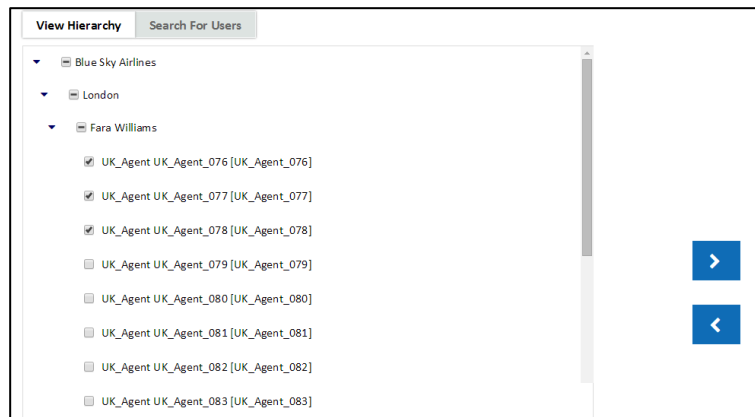 View Hierarchy Search For Users
Blue Sky Airlines
London
Fara Williams
UK_Agent UK_Agent_076 [UK_Agent_076]
UK_Agent UK_Agent_077 [UK_Agent_077]
UK_Agent UK_Agent_078 [UK_Agent_078]
UK_Agent UK_Agent_079 [UK_Agent_079]
UK_Agent UK_Agent_080 [UK_Agent_080]
UK_Agent UK_Agent_081 [UK_Agent_081]
UK_Agent UK_Agent_082 [UK_Agent_082]
UK_Agent UK_Agent_083 [UK_Agent_083]